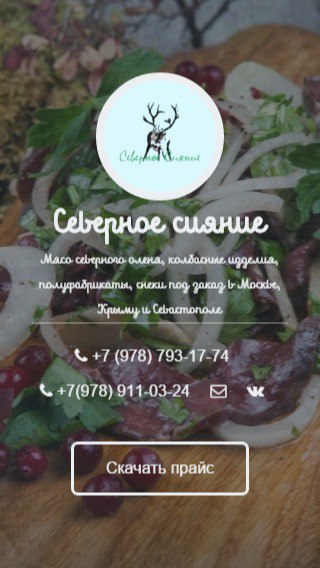 Северное сияние
Северное сияние
Мясо северного оленя, колбасные изделия,
полуфабрикаты, снеки под заказ в Москве,
Крыму и Севастополе
+7 (978) 793-17-74
+7(978) 911-03-24
Скачать прайс